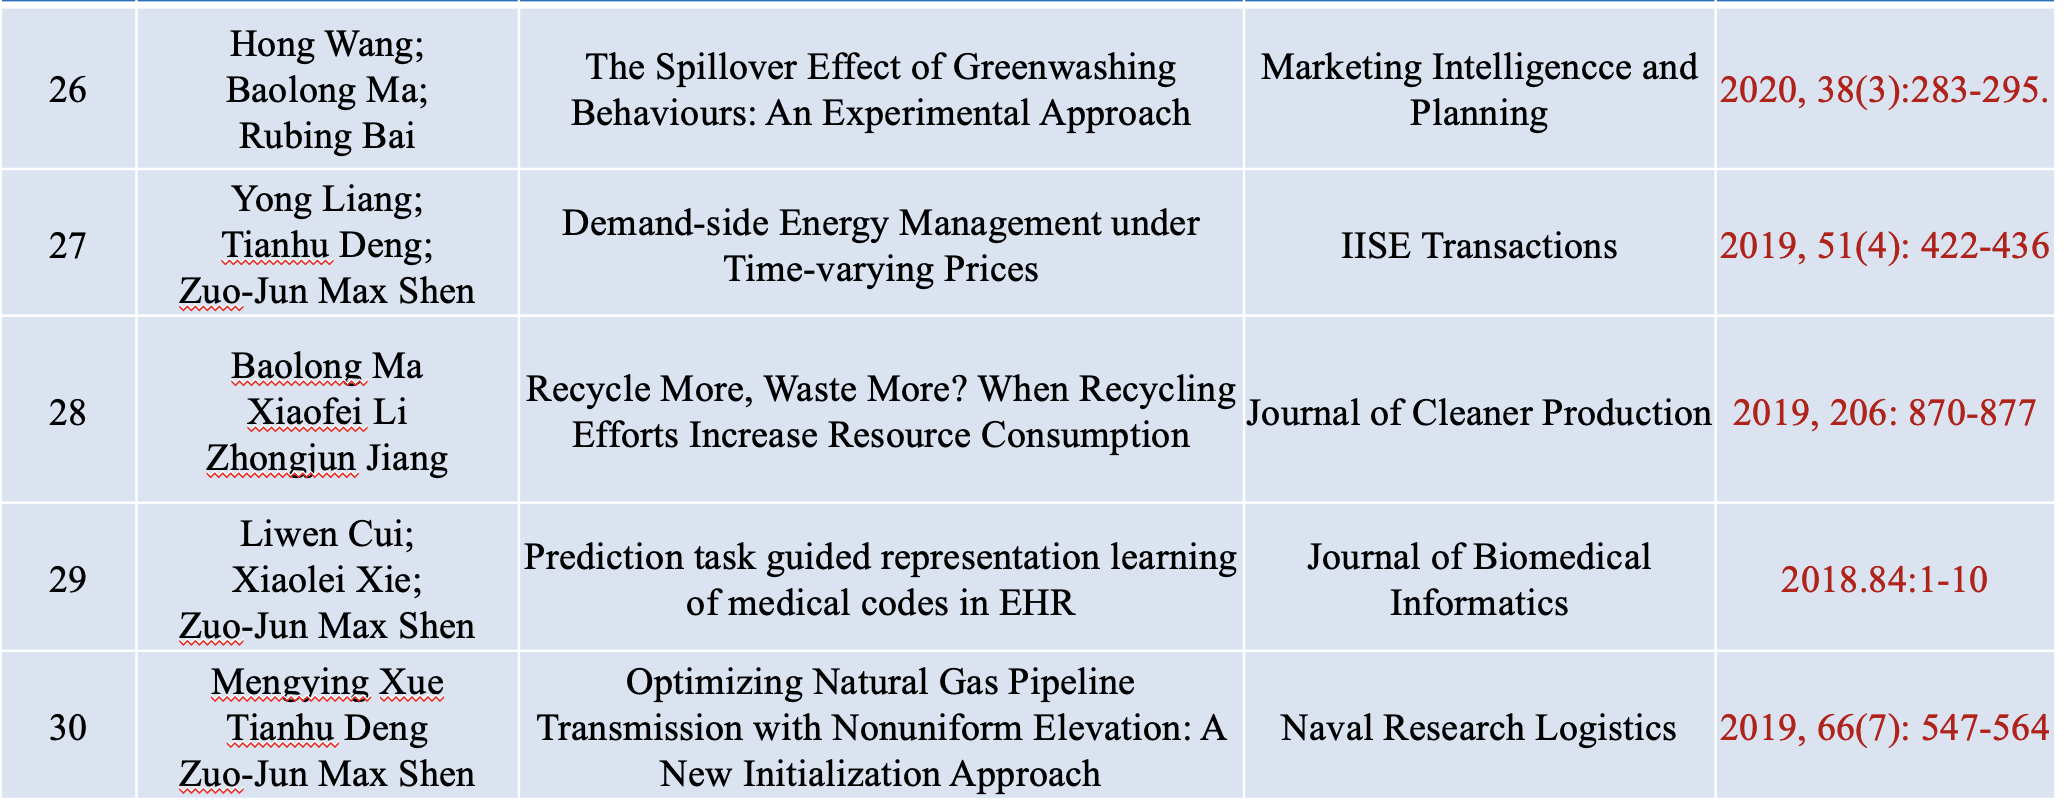 26
Hong Wang;
Baolong Ma;
Rubing Bai
The Spillover Effect of Greenwashing
Behaviours: An Experimental Approach
Marketing Intelligencce and
Planning
2020, 38(3):283-295.
27
Yong Liang;
Tianhu Deng;
Zuo-Jun Max Shen
Demand-side Energy Management under
Time-varying Prices
IISE Transactions
2019, 51(4): 422-436
28
Baolong Ma
Xiaofei Li
Zhongjun Jiang
Recycle More, Waste More? When Recycling
Efforts Increase Resource Consumption
Journal of Cleaner Production
2019, 206: 870-877
29
Liwen Cui;
Xiaolei Xie;
Zuo-Jun Max Shen
Prediction task guided representation learning
of medical codes in EHR
Journal of Biomedical
Informatics
2018.84:1-10
30
Mengying Xue
Tianhu Deng
Zuo-Jun Max Shen
Optimizing Natural Gas Pipeline
Transmission with Nonuniform Elevation: A
New Initialization Approach
Naval Research Logistics
2019, 66(7): 547-564